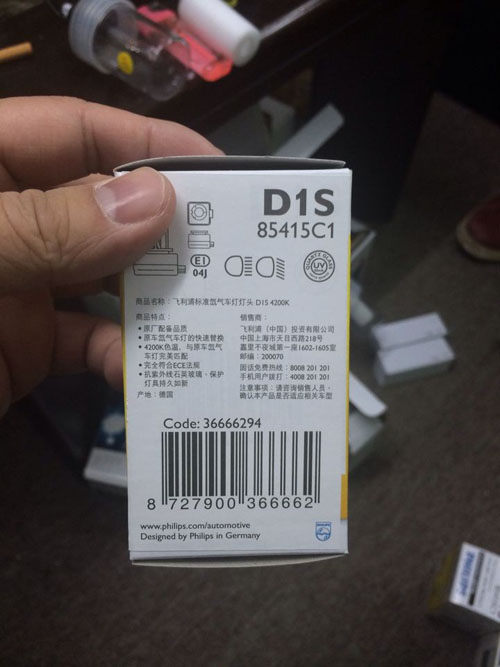 D1S
85415C1
E1
04J
QUARTZ GLASS
UV
商品名称：飞利浦标准氙气车灯灯头 D1S 4200K
商品特点：
• 原厂配备品质
• 原车氙气车灯的快速替换
• 4200K色温，与原车氙气
车灯完美匹配
• 完全符合ECE法规
• 抗紫外线石英玻璃，保护
灯具持久如新
产地：德国
销售商：
飞利浦（中国）投资有限公司
中国上海市天目西路218号
嘉里不夜城第一座1602-1605室
邮编：200070
固话免费热线：8008 201 201
手机用户拨打：4008 201 201
注意事项：请咨询销售人员，
确认本产品是否适应相关车型
Code: 36666294
8 727900 366662
www.philips.com/automotive
Designed by Philips in Germany
PHILIPS